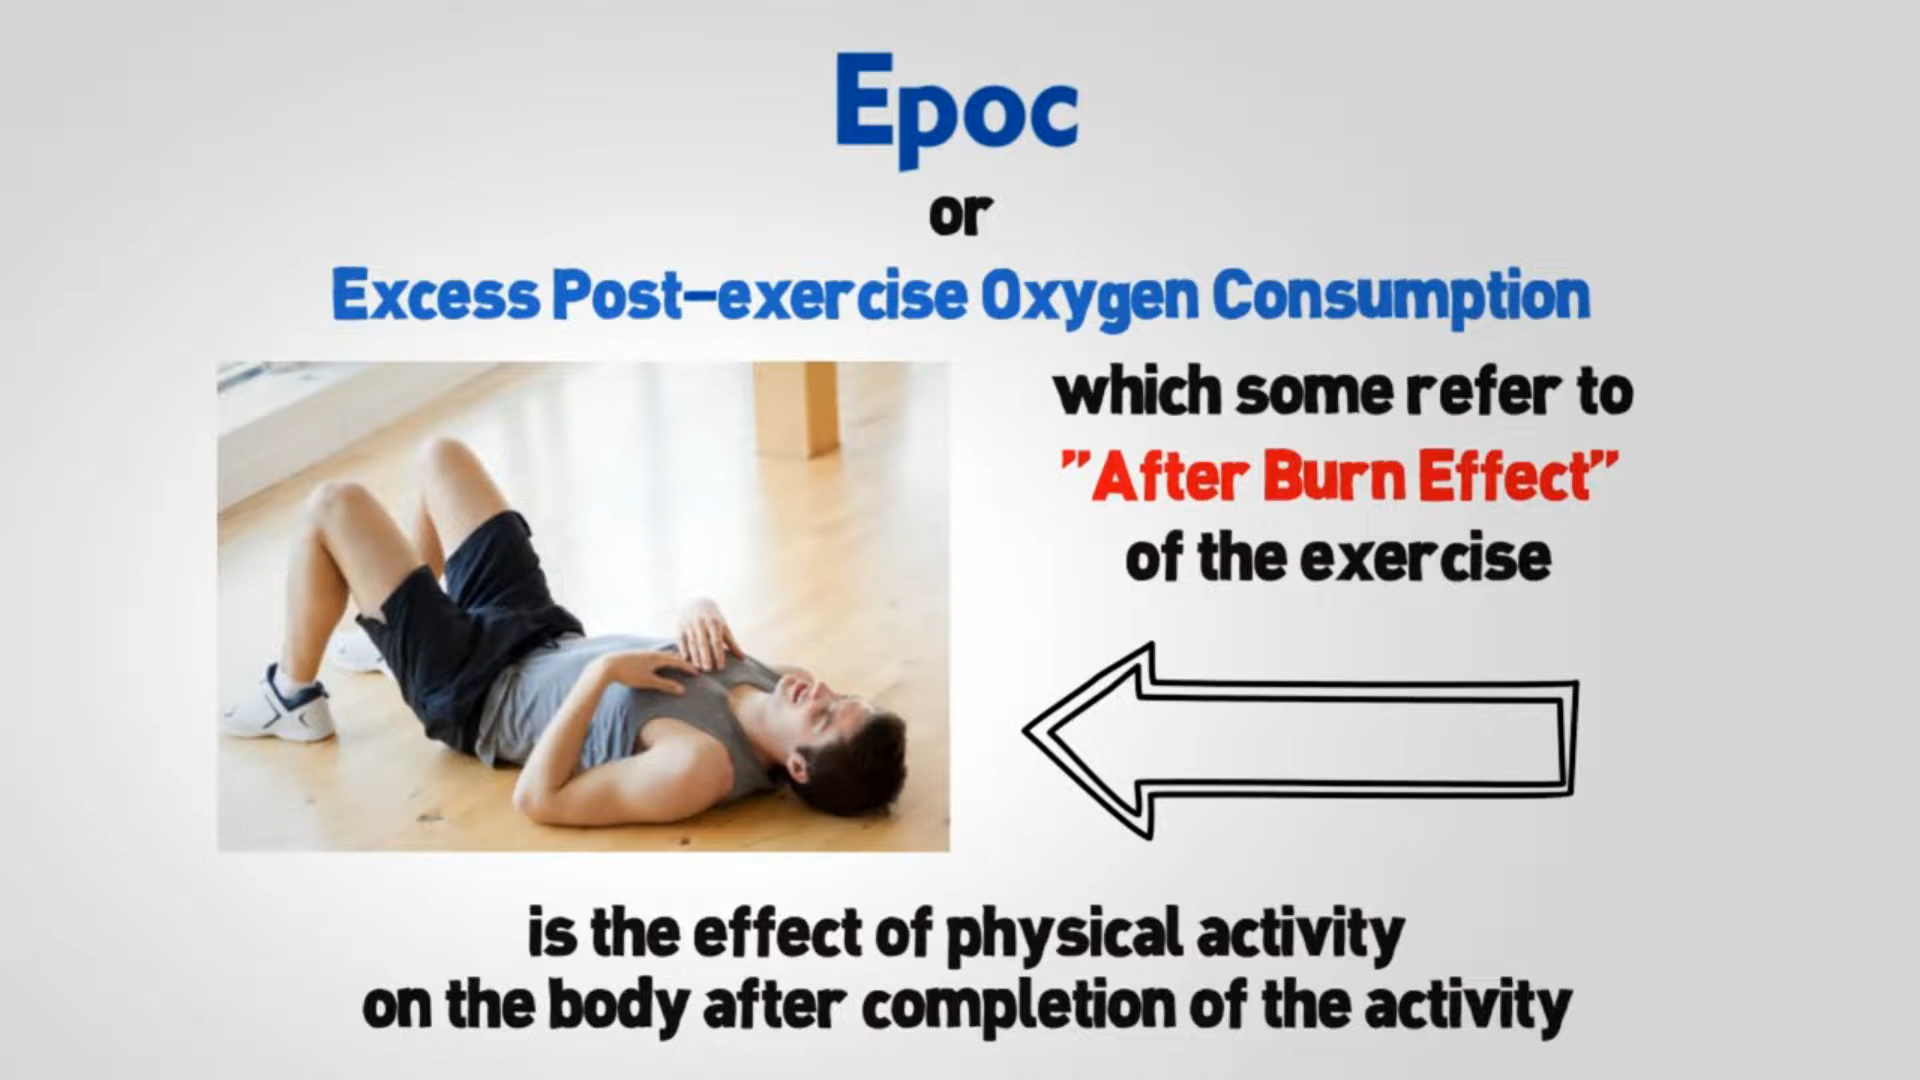 Epoc
or
Excess Post-exercise Oxygen Consumption
which some refer to
"After Burn Effect"
of the exercise
is the effect of physical activity
on the body after completion of the activity